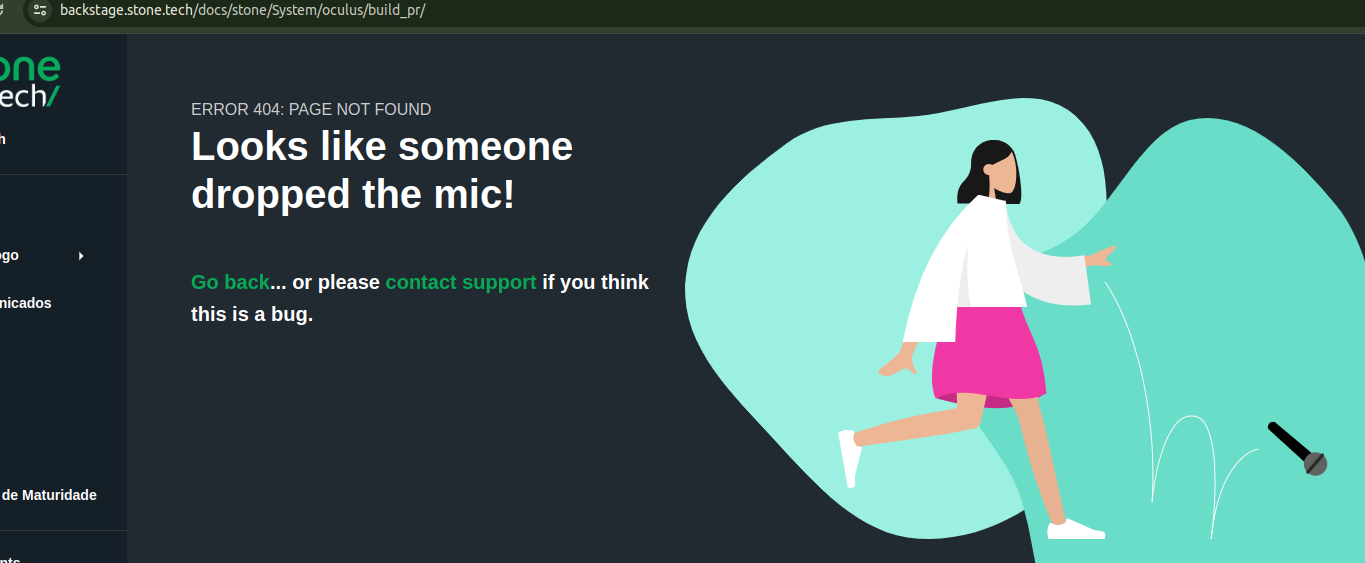 backstage.stone.tech/docs/stone/System/oculus/build_pr/
one
ech/
h
ogo
nicados
de Maturidade
nts
ERROR 404: PAGE NOT FOUND
Looks like someone
dropped the mic!
Go back... or please contact support if you think
this is a bug.